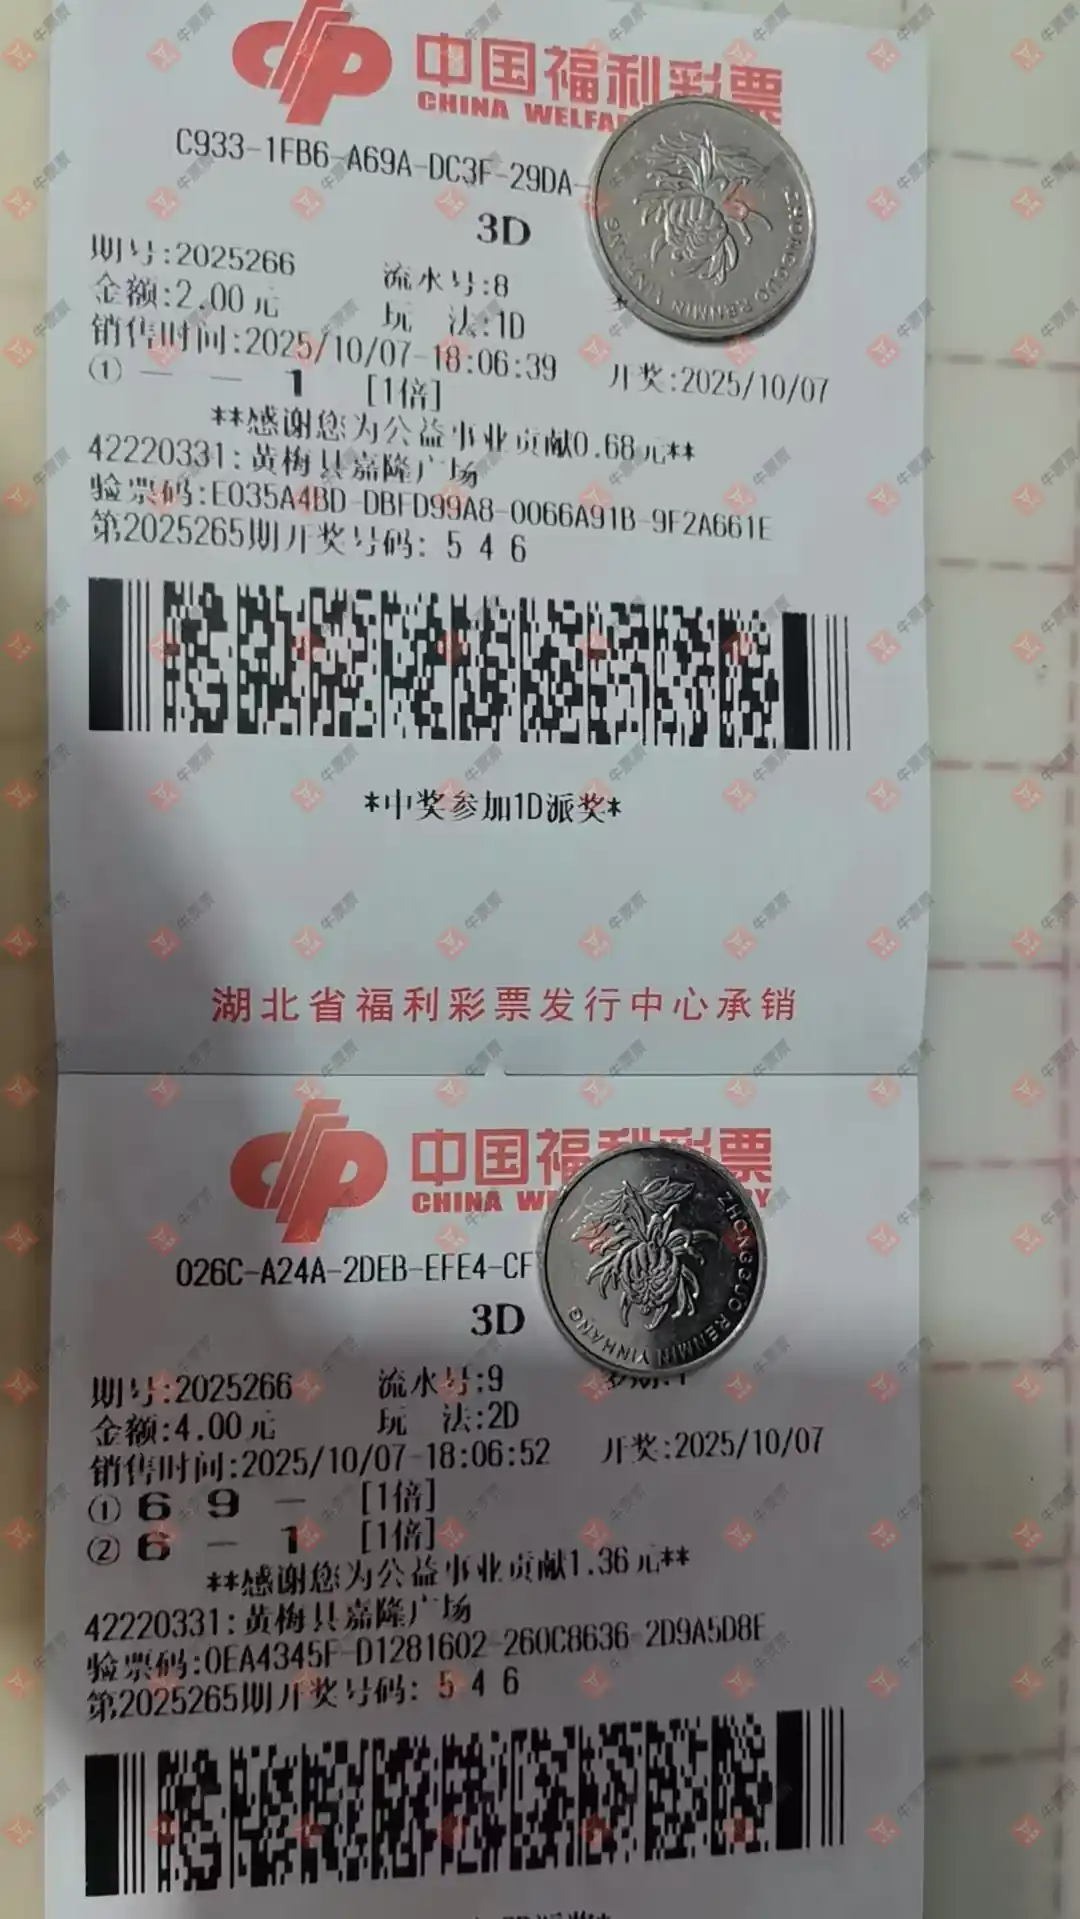 中国福利彩票
CHINA WELFA
C933-1FB6-A69A-DC3F-29DA-
3D
期号:2025266 流水号:8
金额:2.00元 玩 法:1D
销售时间:2025/10/07-18:06:39 开奖:2025/10/07
① — — 1 [1倍]
**感谢您为公益事业贡献0.68元**
42220331:黄梅县嘉隆广场
验票码:E035A4BD-DBFD99A8-0066A91B-9F2A661E
第2025265期开奖号码: 5 4 6
*中奖参加1D派奖*
湖北省福利彩票发行中心承销
中国福利彩票
CHINA W RY
026C-A24A-2DEB-EFE4-CF
3D
期号:2025266 流水号:9
金额:4.00元 玩 法:2D
销售时间:2025/10/07-18:06:52 开奖:2025/10/07
① 6 9 — [1倍]
② 6 — 1 [1倍]
**感谢您为公益事业贡献1.36元**
42220331:黄梅县嘉隆广场
验票码:0EA4345F-D1281602-260C8636-2D9A5D8E
第2025265期开奖号码: 5 4 6
ZHONGGUO RENMIN YINHANG
ZHONGGUO RENMIN YINHANG
牛票票